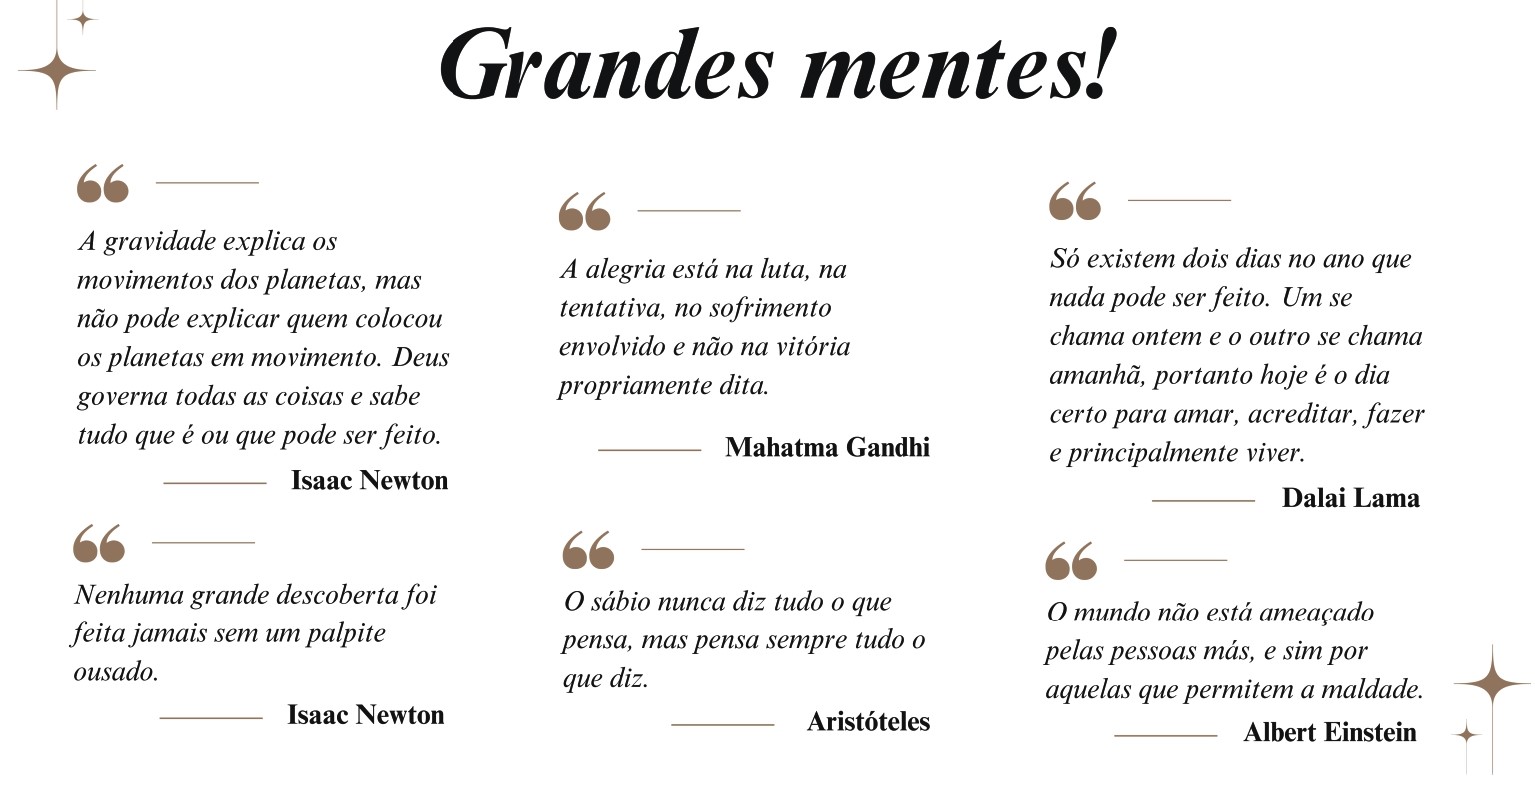 Grandes mentes!
A gravidade explica os
movimentos dos planetas, mas
não pode explicar quem colocou
os planetas em movimento. Deus
governa todas as coisas e sabe
tudo que é ou que pode ser feito.
Isaac Newton
A alegria está na luta, na
tentativa, no sofrimento
envolvido e não na vitória
propriamente dita.
Mahatma Gandhi
Só existem dois dias no ano que
nada pode ser feito. Um se
chama ontem e o outro se chama
amanhã, portanto hoje é o dia
certo para amar, acreditar, fazer
e principalmente viver.
Dalai Lama
Nenhuma grande descoberta foi
feita jamais sem um palpite
ousado.
Isaac Newton
O sábio nunca diz tudo o que
pensa, mas pensa sempre tudo o
que diz.
Aristóteles
O mundo não está ameaçado
pelas pessoas más, e sim por
aquelas que permitem a maldade.
Albert Einstein